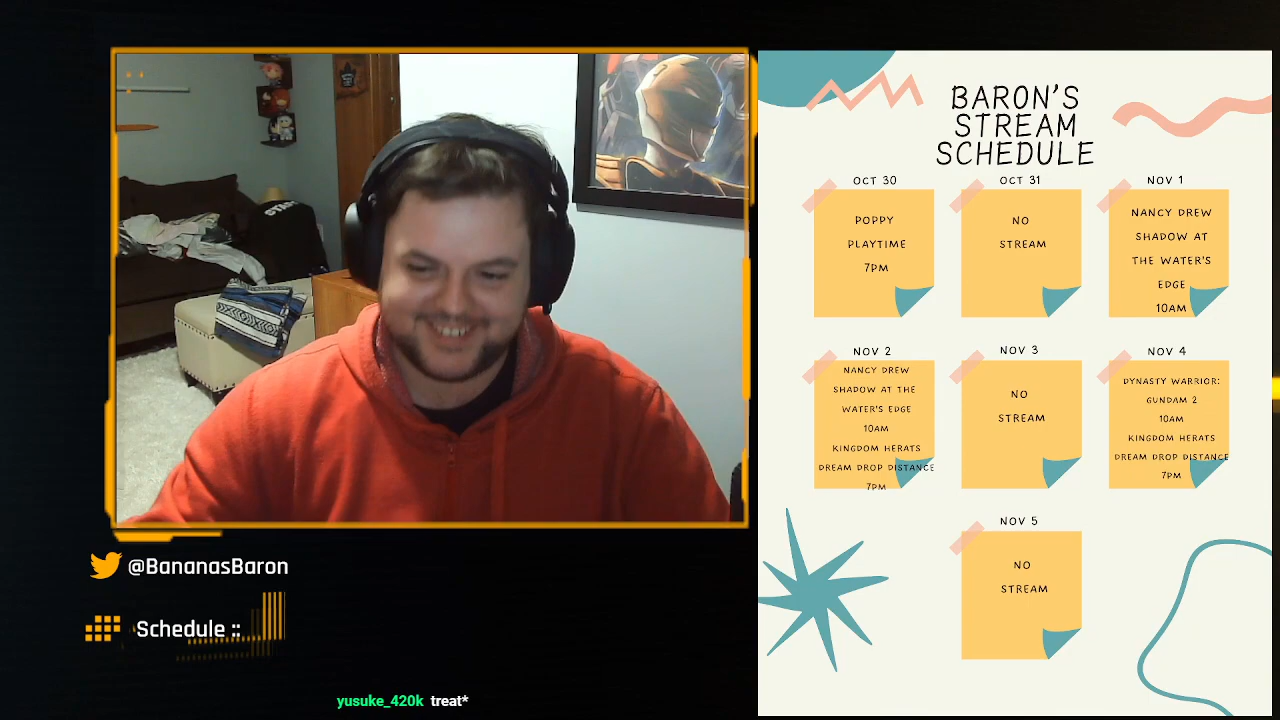 BARON'S
STREAM
SCHEDULE
OCT 30
POPPY
PLAYTIME
7PM
OCT 31
NO
STREAM
NOV 1
NANCY DREW
SHADOW AT
THE WATER'S
EDGE
10AM
NOV 2
NANCY DREW
SHADOW AT THE
WATER'S EDGE
10AM
KINGDOM HERATS
DREAM DROP DISTANCE
7PM
NOV 3
NO
STREAM
NOV 4
DYNASTY WARRIOR:
GUNDAM 2
10AM
KINGDOM HERATS
DREAM DROP DISTANCE
7PM
NOV 5
NO
STREAM
@BananasBaron
Schedule ::
yusuke_420k treat*